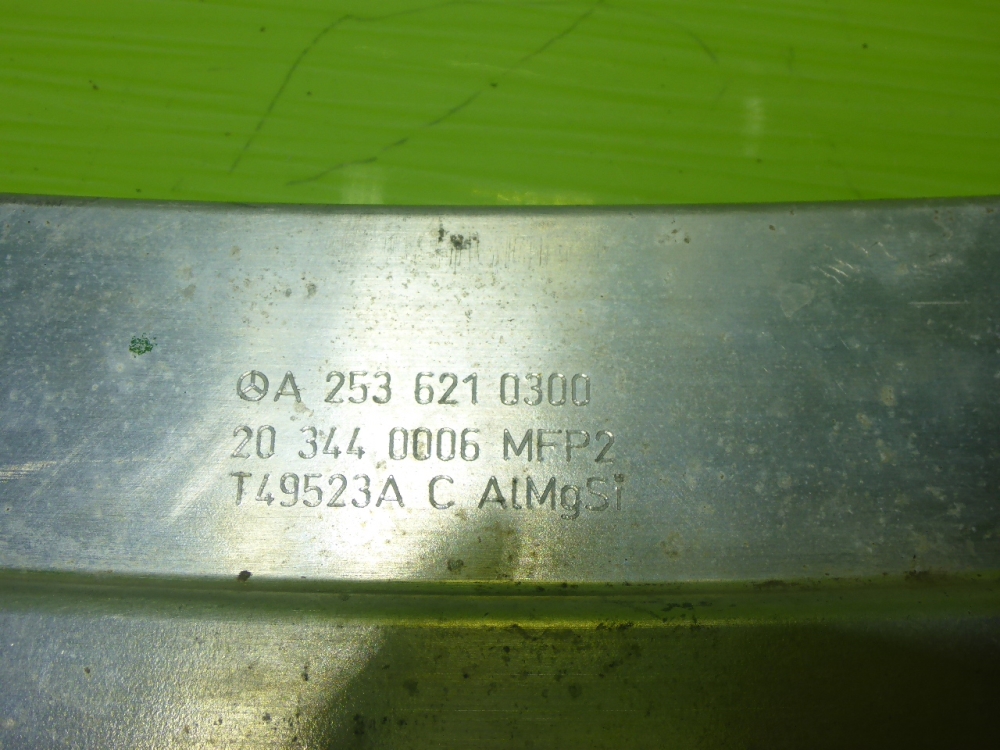 A 253 621 0300
20 344 0006 MFP2
T49523A C AlMgSi